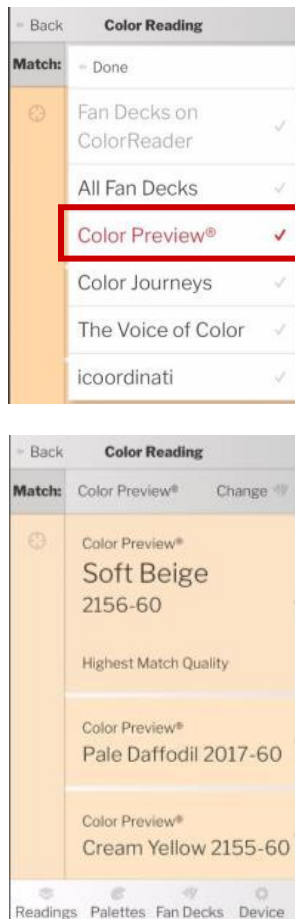 Back Color Reading
Match: Done
Fan Decks on
ColorReader
All Fan Decks
Color Preview®
Color Journeys
The Voice of Color
icoordinati
Back Color Reading
Match: Color Preview® Change
Color Preview®
Soft Beige
2156-60
Highest Match Quality
Color Preview®
Pale Daffodil 2017-60
Color Preview®
Cream Yellow 2155-60
Readings Palettes Fan Decks Device